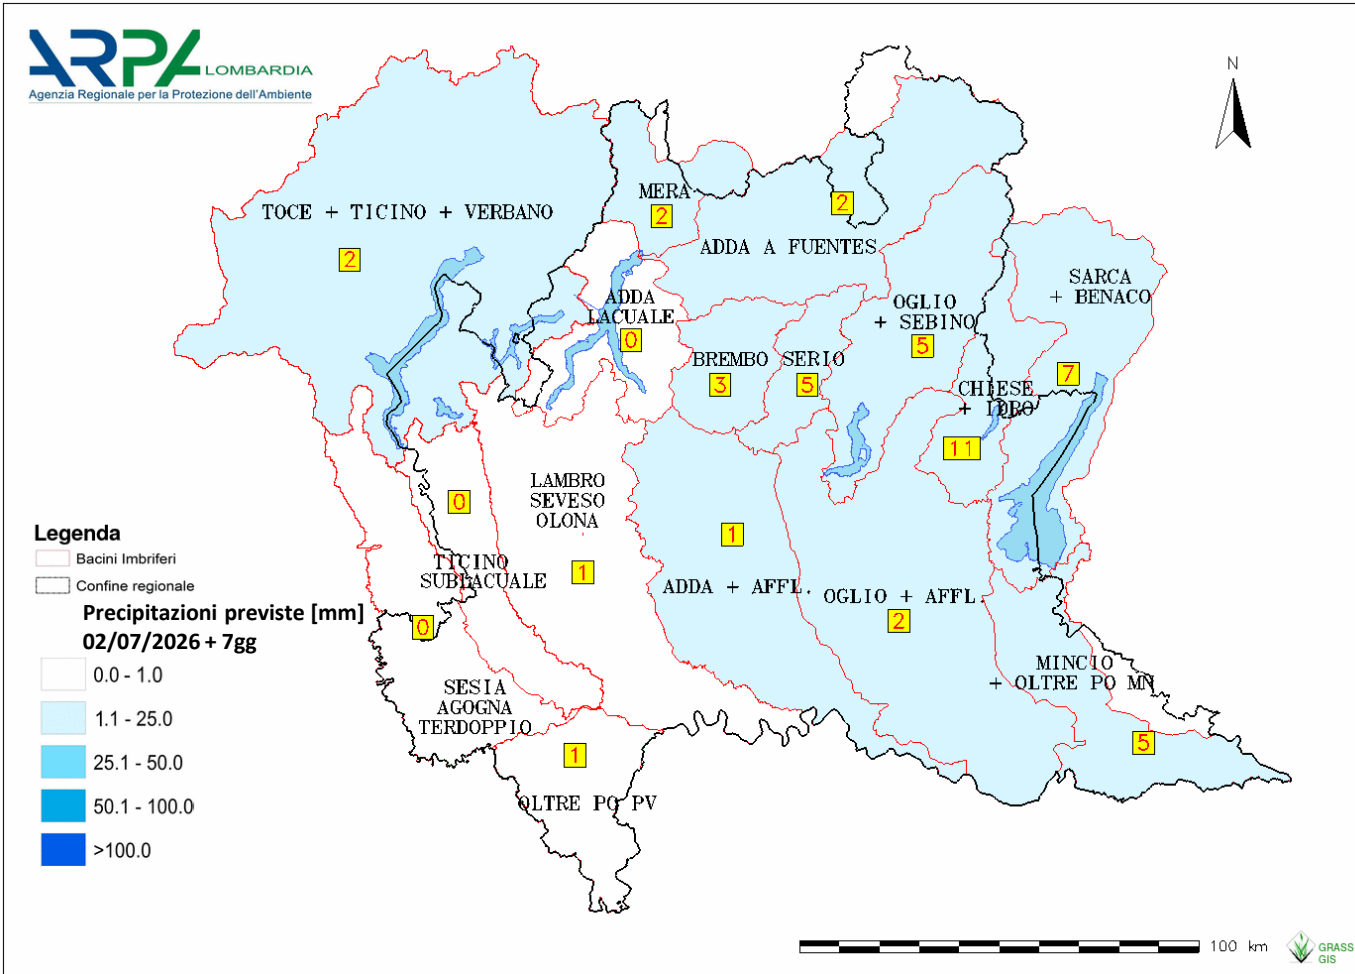 ARPA LOMBARDIA
Agenzia Regionale per la Protezione dell'Ambiente
N
MERA
2
TOCE + TICINO + VERBANO
2
2
ADDA A FUENTES
SARCA
+ BENACO
7
ADDA
LACUALE
0
OGLIO
+ SEBINO
5
BREMBO
3
SERIO
5
CHIESE
+ IDRO
11
LAMBRO
SEVESO
OLONA
1
0
TICINO
SUBLACUALE
0
1
ADDA + AFFL.
OGLIO + AFFL.
2
MINCIO
+ OLTRE PO MN
5
SESIA
AGOGNA
TERDOPPIO
1
OLTRE PO PV
Legenda
Bacini Imbriferi
Confine regionale
Precipitazioni previste [mm]
02/07/2026 + 7gg
0.0 - 1.0
1.1 - 25.0
25.1 - 50.0
50.1 - 100.0
>100.0
100 km
GRASS
GIS